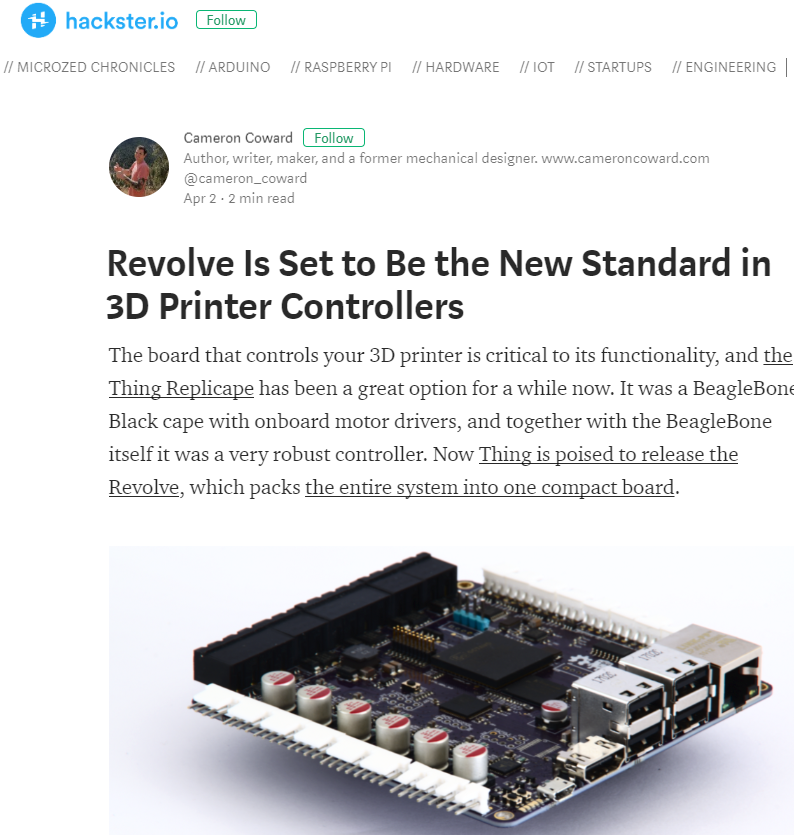 hackster.io Follow
// MICROZED CHRONICLES // ARDUINO // RASPBERRY PI // HARDWARE // IOT // STARTUPS // ENGINEERING
Cameron Coward Follow
Author, writer, maker, and a former mechanical designer. www.cameroncoward.com
@cameron_coward
Apr 2 · 2 min read
Revolve Is Set to Be the New Standard in
3D Printer Controllers
The board that controls your 3D printer is critical to its functionality, and the
Thing Replicape has been a great option for a while now. It was a BeagleBone
Black cape with onboard motor drivers, and together with the BeagleBone
itself it was a very robust controller. Now Thing is poised to release the
Revolve, which packs the entire system into one compact board.